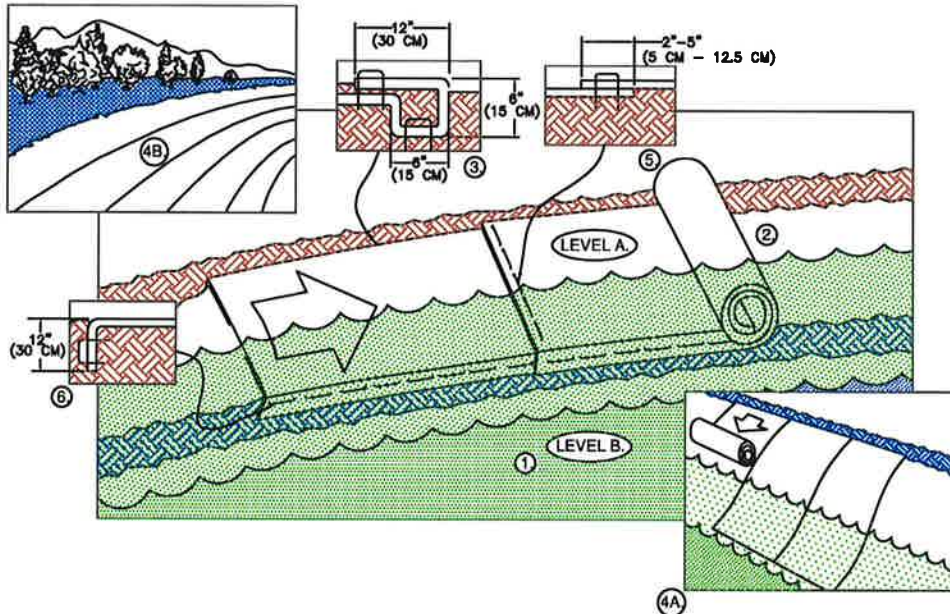 12"
(30 CM)
6"
(15 CM)
6"
(15 CM)
3.
2"-5"
(5 CM - 12.5 CM)
5.
4B.
LEVEL A.
2.
12"
(30 CM)
6.
1.
LEVEL B.
4A.